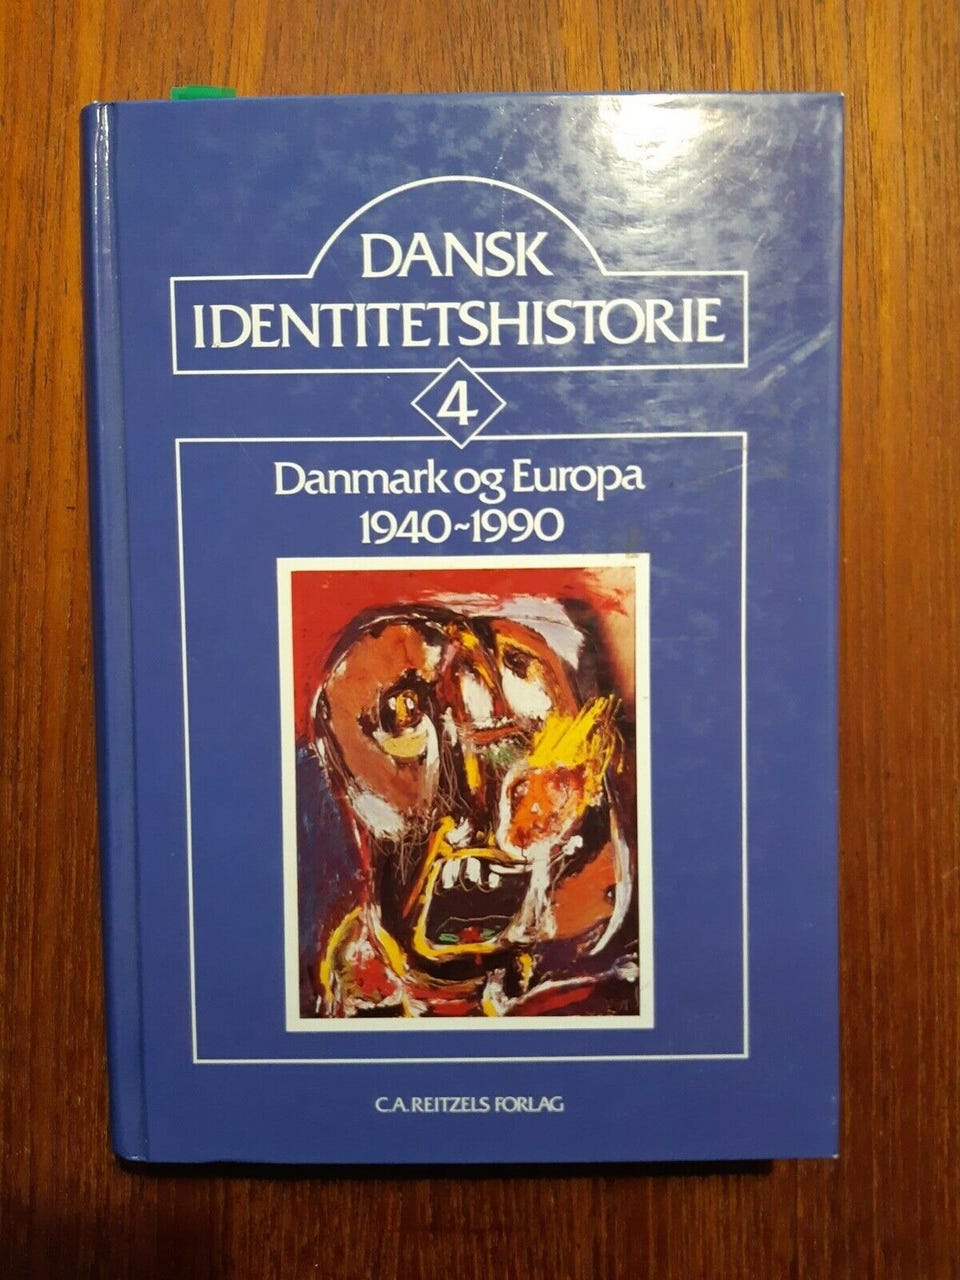 DANSK
IDENTITETSHISTORIE
4
Danmark og Europa
1940~1990
C.A. REITZELS FORLAG